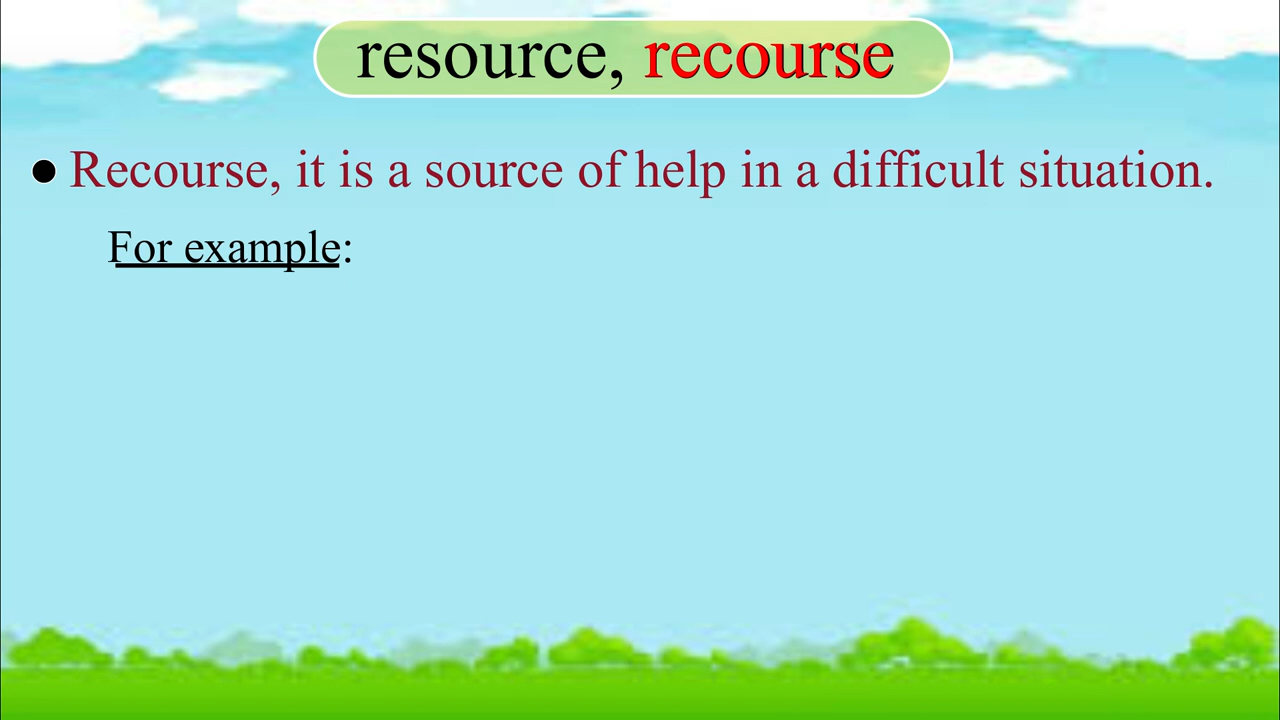 resource, recourse
● Recourse, it is a source of help in a difficult situation.
For example: